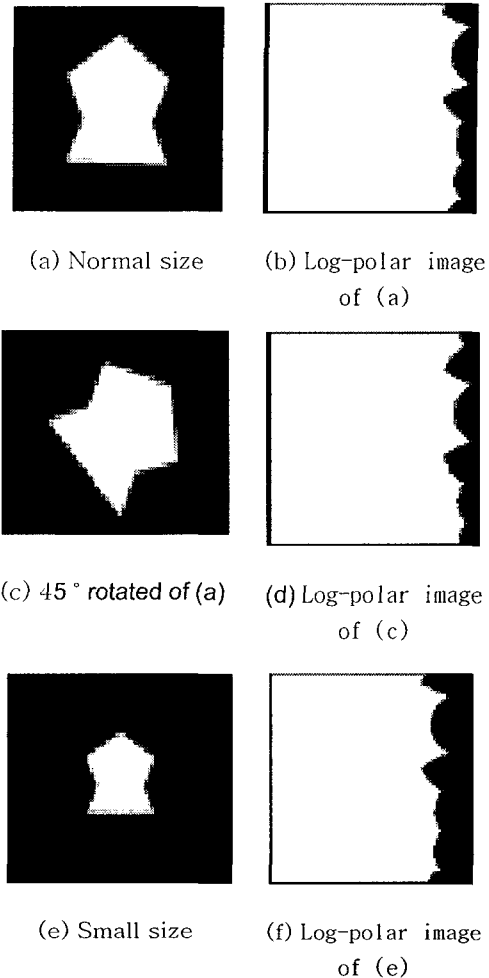 (a) Normal size
(b) Log-polar image
of (a)
(c) 45° rotated of (a)
(d) Log-polar image
of (c)
(e) Small size
(f) Log-polar image
of (e)